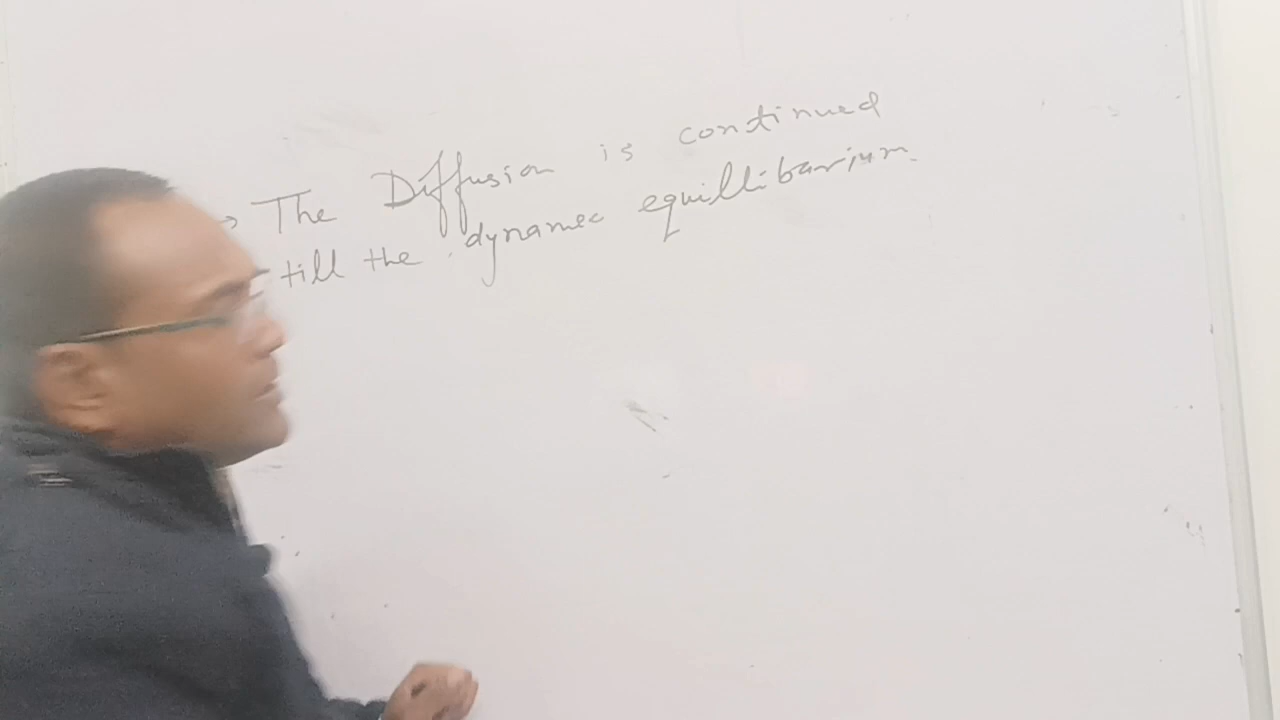 → The Diffusion is continued
till the dynamec equillibarium.